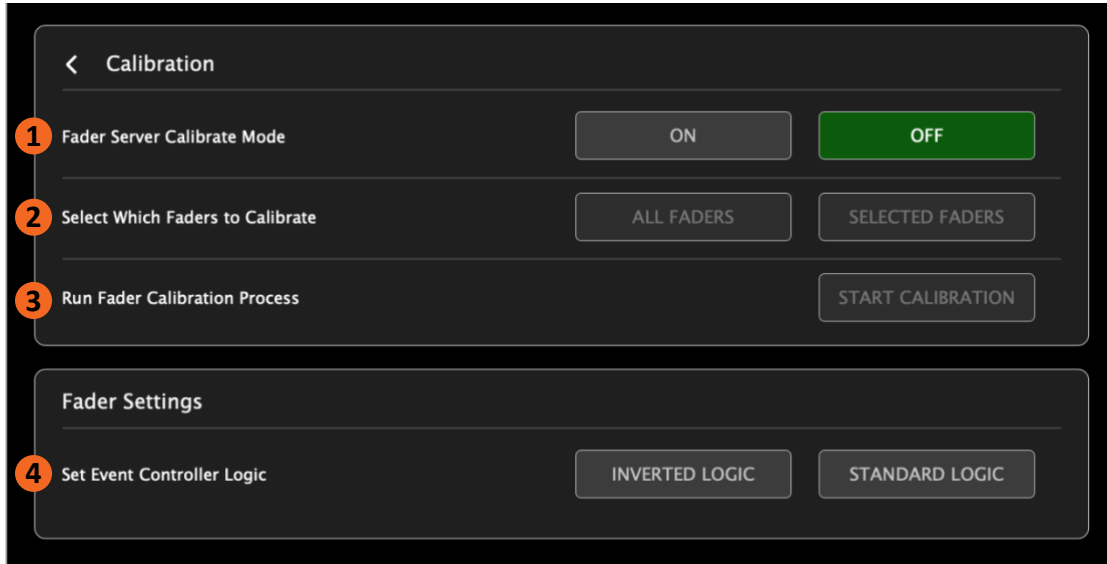 Calibration
1 Fader Server Calibrate Mode ON OFF
2 Select Which Faders to Calibrate ALL FADERS SELECTED FADERS
3 Run Fader Calibration Process START CALIBRATION
Fader Settings
4 Set Event Controller Logic INVERTED LOGIC STANDARD LOGIC